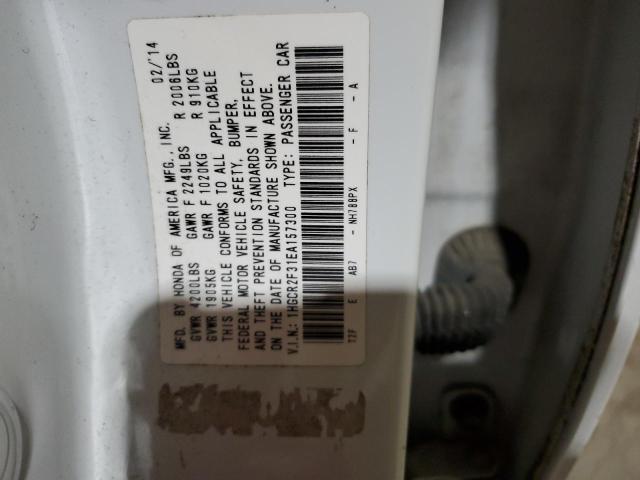 MFD. BY HONDA OF AMERICA MFG., INC. 02/'14
GVWR 4200LBS GAWR F 2249LBS R 2006LBS
GVWR 1905KG GAWR F 1020KG R 910KG
THIS VEHICLE CONFORMS TO ALL APPLICABLE
FEDERAL MOTOR VEHICLE SAFETY, BUMPER,
AND THEFT PREVENTION STANDARDS IN EFFECT
ON THE DATE OF MANUFACTURE SHOWN ABOVE.
V.I.N.: 1HGCR2F31EA157300 TYPE: PASSENGER CAR
T2F E AB7 - NH788PX - F - A